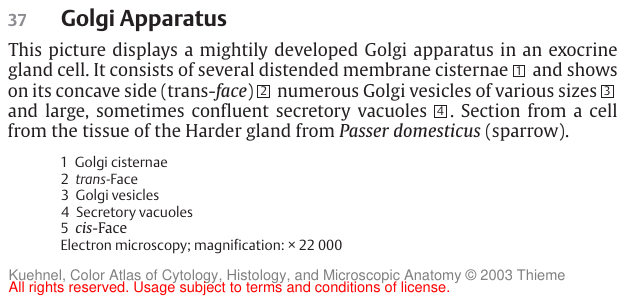 37 Golgi Apparatus
This picture displays a mightily developed Golgi apparatus in an exocrine
gland cell. It consists of several distended membrane cisternae 1 and shows
on its concave side (trans-face) 2 numerous Golgi vesicles of various sizes 3
and large, sometimes confluent secretory vacuoles 4. Section from a cell
from the tissue of the Harder gland from Passer domesticus (sparrow).
1 Golgi cisternae
2 trans-Face
3 Golgi vesicles
4 Secretory vacuoles
5 cis-Face
Electron microscopy; magnification: × 22 000
Kuehnel, Color Atlas of Cytology, Histology, and Microscopic Anatomy © 2003 Thieme
All rights reserved. Usage subject to terms and conditions of license.